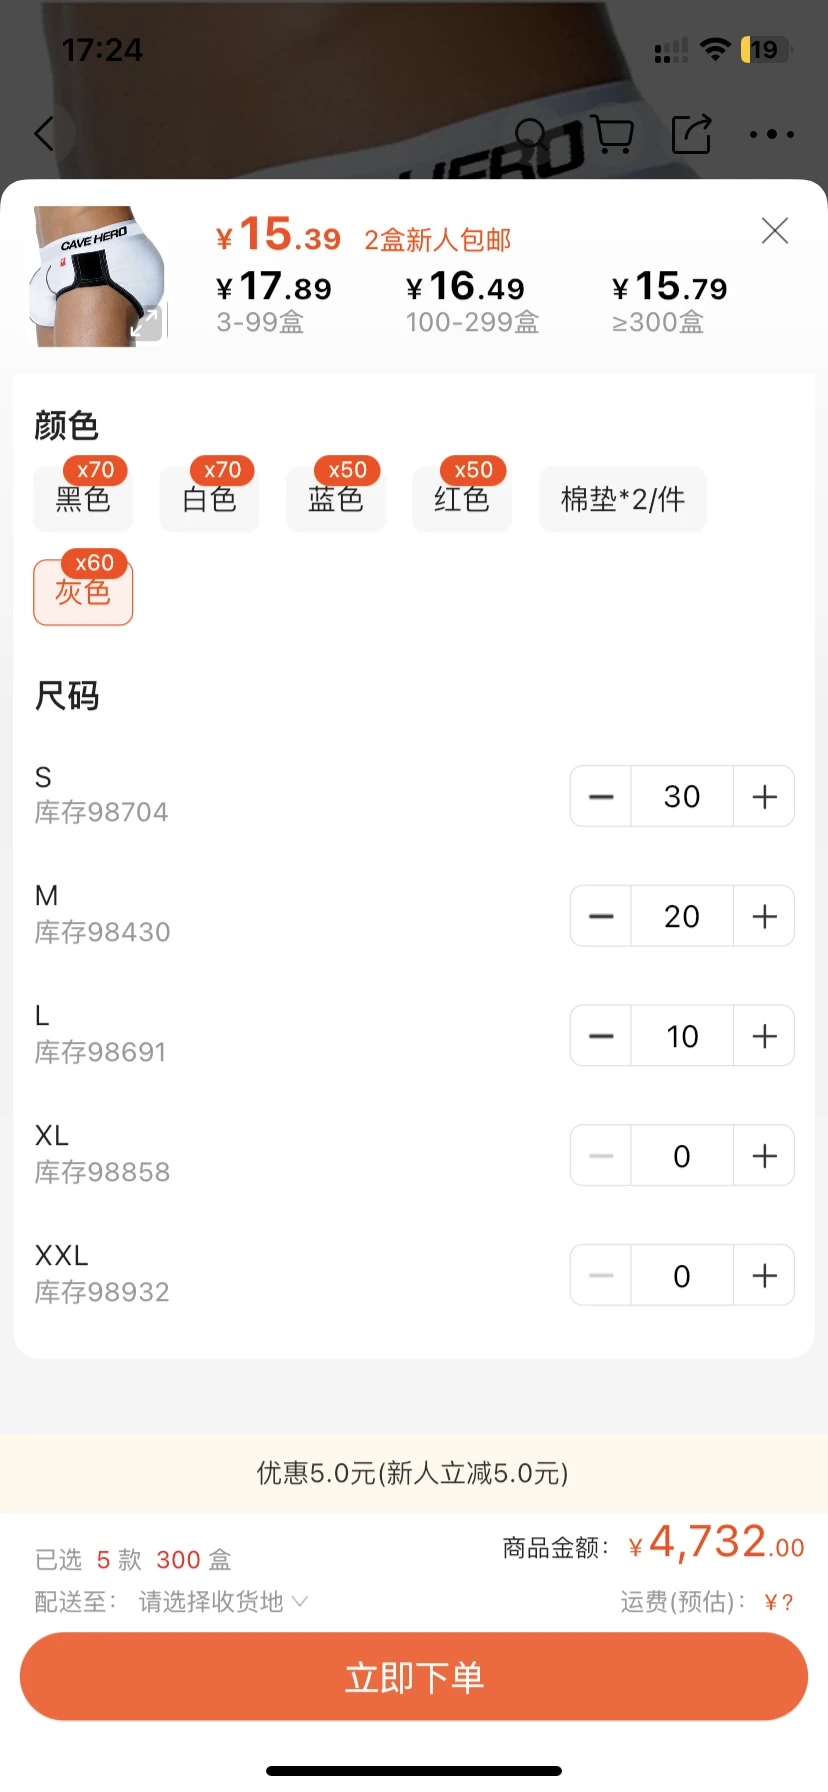 17:24
19
HERO
CAVE HERO
¥15.39 2盒新人包邮
¥17.89 ¥16.49 ¥15.79
3-99盒 100-299盒 ≥300盒
颜色
x70 x70 x50 x50
黑色 白色 蓝色 红色 棉垫*2/件
x60
灰色
尺码
S
库存98704
30
M
库存98430
20
L
库存98691
10
XL
库存98858
0
XXL
库存98932
0
优惠5.0元(新人立减5.0元)
已选 5 款 300 盒 商品金额: ¥4,732.00
配送至: 请选择收货地 运费(预估): ¥?
立即下单